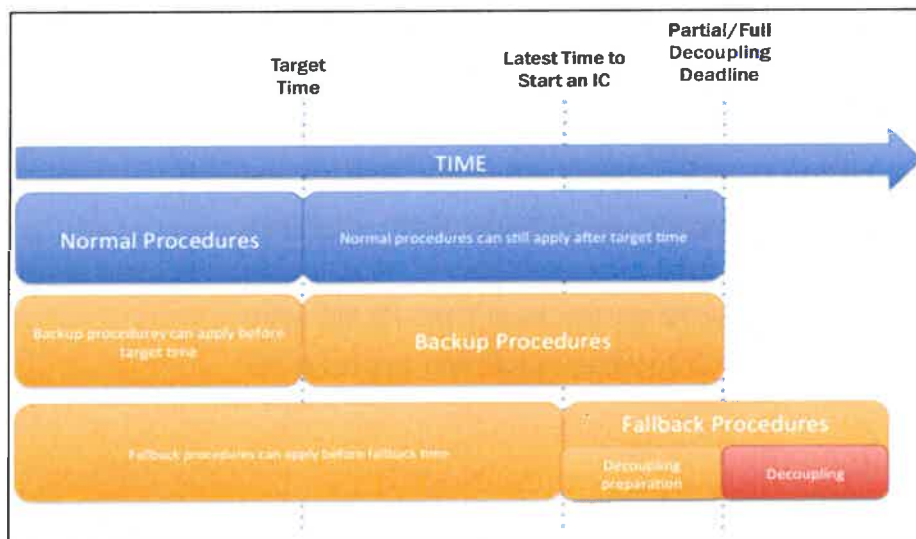 Target
Time
Latest Time to
Start an IC
Partial/Full
Decoupling
Deadline
TIME
Normal Procedures
Normal procedures can still apply after target time
Backup procedures can apply before
target time
Backup Procedures
Fallback procedures can apply before fallback time
Fallback Procedures
Decoupling
preparation
Decoupling